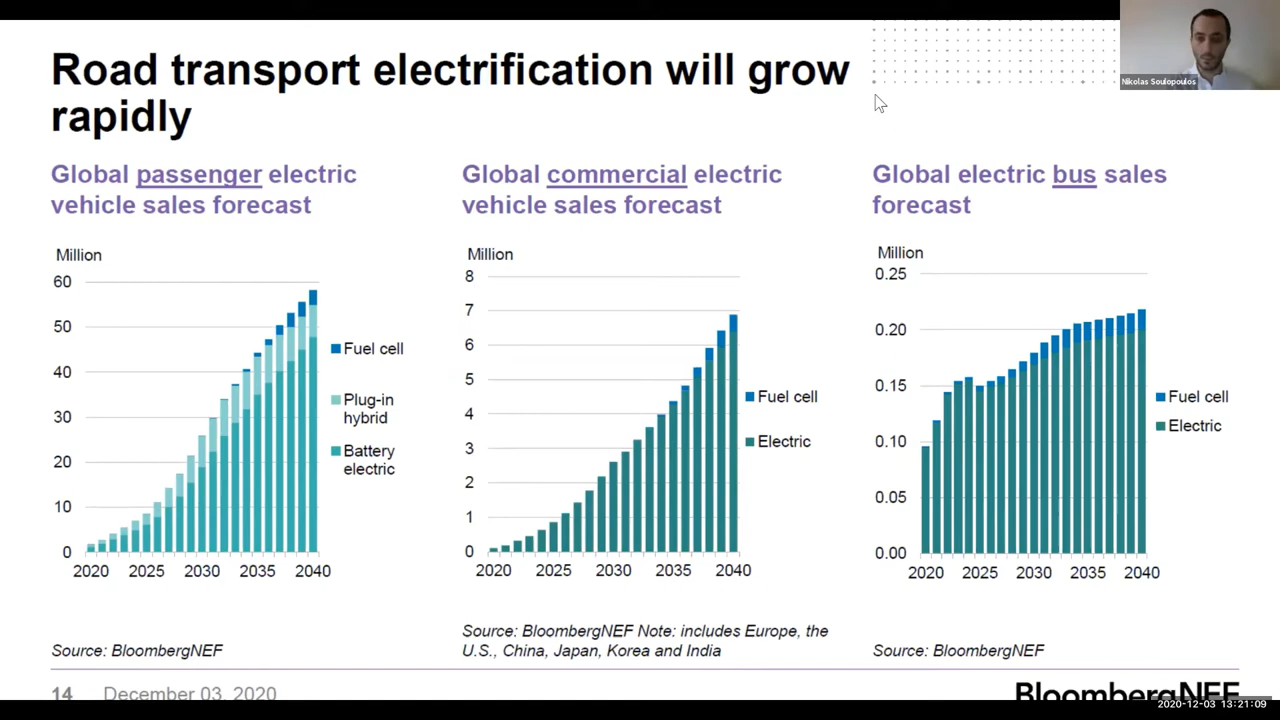 Nikolas Soulopoulos
Road transport electrification will grow
rapidly
Global passenger electric
vehicle sales forecast
Million
60
50
40
30
20
10
0
2020 2025 2030 2035 2040
Fuel cell
Plug-in
hybrid
Battery
electric
Source: BloombergNEF
Global commercial electric
vehicle sales forecast
Million
8
7
6
5
4
3
2
1
0
2020 2025 2030 2035 2040
Fuel cell
Electric
Source: BloombergNEF Note: includes Europe, the
U.S., China, Japan, Korea and India
Global electric bus sales
forecast
Million
0.25
0.20
0.15
0.10
0.05
0.00
2020 2025 2030 2035 2040
Fuel cell
Electric
Source: BloombergNEF
14 December 03, 2020
BloombergNEF
2020-12-03 13:21:09